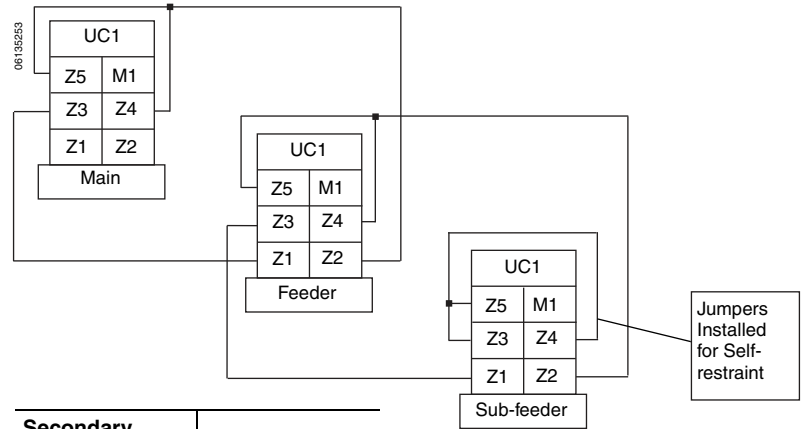 06135253
UC1
Z5 M1
Z3 Z4
Z1 Z2
Main
UC1
Z5 M1
Z3 Z4
Z1 Z2
Feeder
UC1
Z5 M1
Z3 Z4
Z1 Z2
Sub-feeder
Jumpers
Installed
for Self-
restraint
Secondary